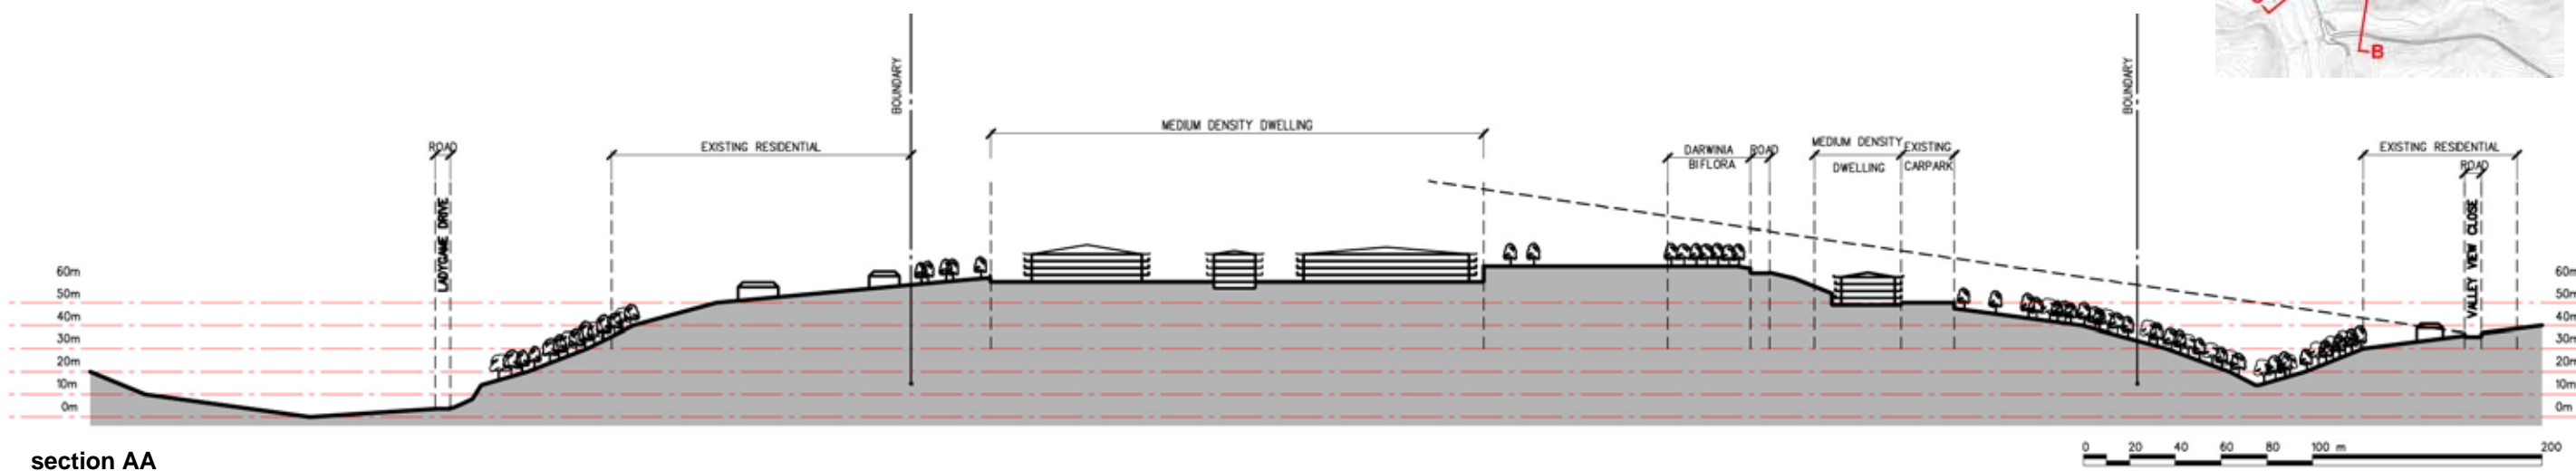 B
BOUNDARY
BOUNDARY
MEDIUM DENSITY DWELLING
ROAD
EXISTING RESIDENTIAL
DARWINIA
BIFLORA
ROAD
MEDIUM DENSITY
DWELLING
EXISTING
CARPARK
EXISTING RESIDENTIAL
ROAD
LADYGAME DRIVE
VALLEY VIEW CLOSE
60m
50m
40m
30m
20m
10m
0m
60m
50m
40m
30m
20m
10m
0m
section AA
0 20 40 60 80 100 m 200